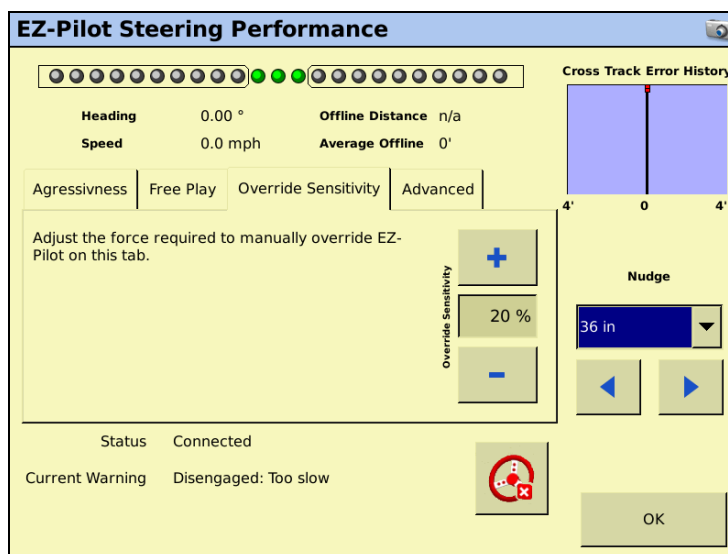 EZ-Pilot Steering Performance
Heading 0.00 ° Offline Distance n/a
Speed 0.0 mph Average Offline 0'
Cross Track Error History
4' 0 4'
Agressivness Free Play Override Sensitivity Advanced
Adjust the force required to manually override EZ-
Pilot on this tab.
Override Sensitivity
+
20 %
-
Nudge
36 in
Status Connected
Current Warning Disengaged: Too slow
OK